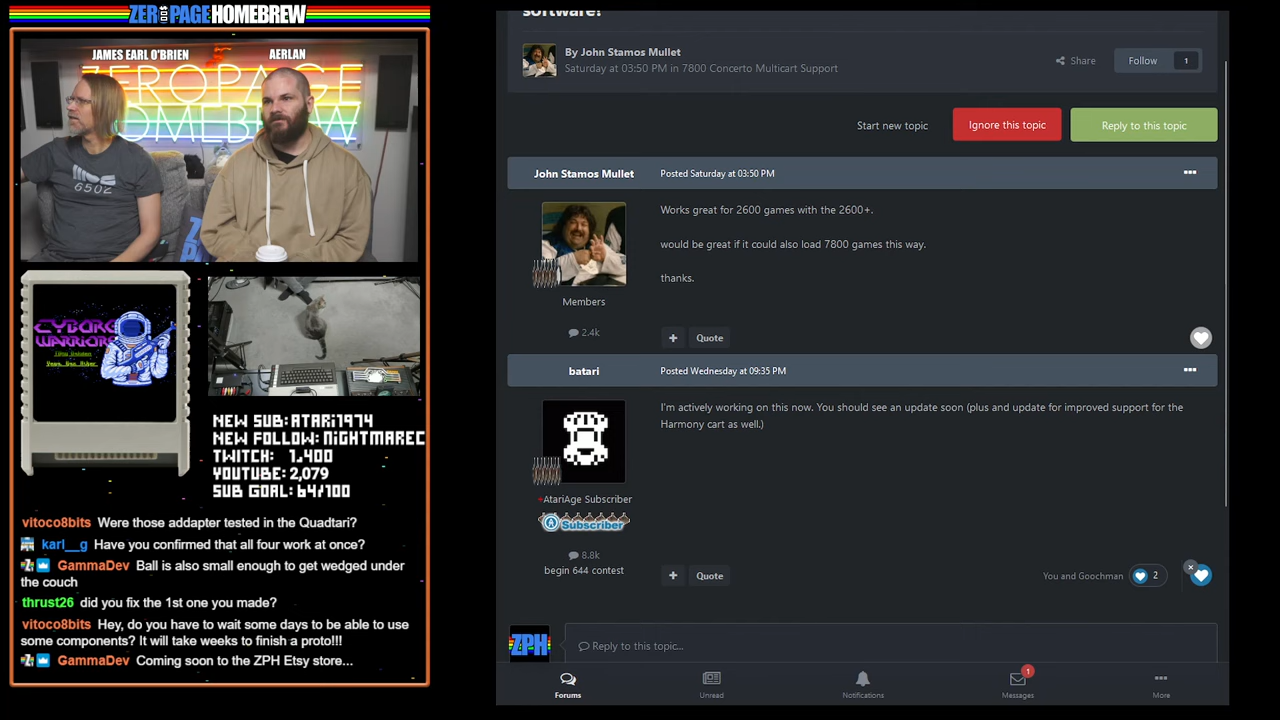 ZEROPAGE HOMEBREW
JAMES EARL O'BRIEN
AERLAN
ZEROPAGE
HOMEBREW
6502
ZPH
CYBORG
WARRIORS
NEW SUB: ATARI1974
NEW FOLLOW: NIGHTMAREC
TWITCH: 1,400
YOUTUBE: 2,079
SUB GOAL: 64/100
vitoco8bits Were those addapter tested in the Quadtari?
karl__g Have you confirmed that all four work at once?
GammaDev Ball is also small enough to get wedged under
the couch
thrust26 did you fix the 1st one you made?
vitoco8bits Hey, do you have to wait some days to be able to use
some components? It will take weeks to finish a proto!!!
GammaDev Coming soon to the ZPH Etsy store...
software?
By John Stamos Mullet
Saturday at 03:50 PM in 7800 Concerto Multicart Support
Share
Follow 1
Start new topic
Ignore this topic
Reply to this topic
John Stamos Mullet
Posted Saturday at 03:50 PM
Works great for 2600 games with the 2600+.
would be great if it could also load 7800 games this way.
thanks.
Members
2.4k
+ Quote
batari
Posted Wednesday at 09:35 PM
I'm actively working on this now. You should see an update soon (plus and update for improved support for the
Harmony cart as well.)
+AtariAge Subscriber
A Subscriber
8.8k
begin 644 contest
+ Quote
You and Goochman 2
ZPH
Reply to this topic...
Forums
Unread
Notifications
1
Messages
More